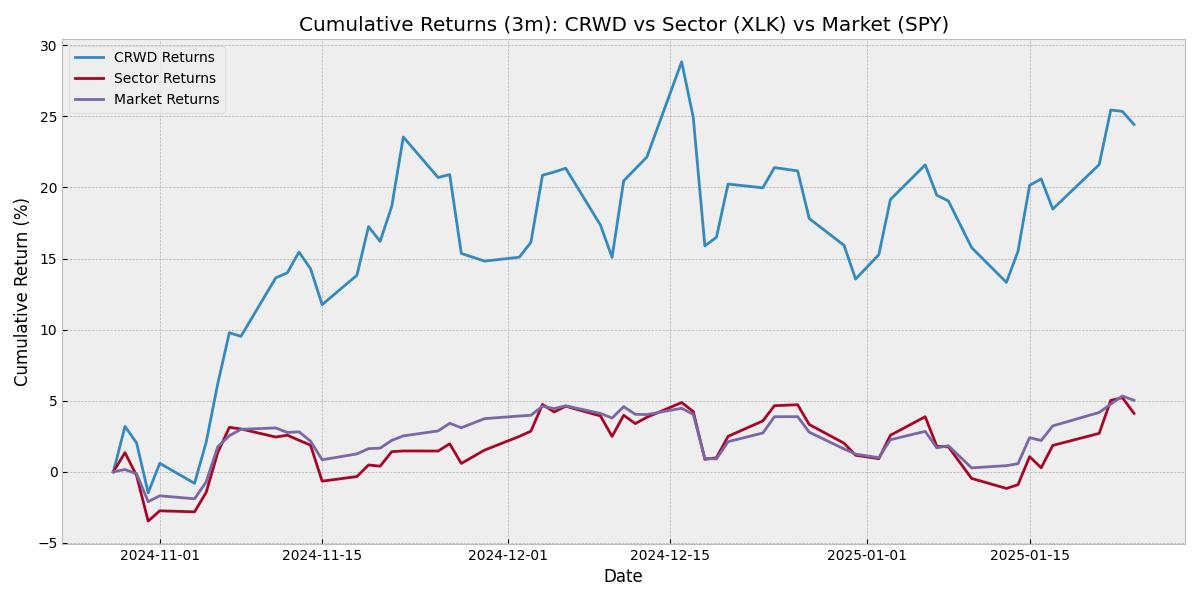 Cumulative Returns (3m): CRWD vs Sector (XLK) vs Market (SPY)
CRWD Returns
Sector Returns
Market Returns
Cumulative Return (%)
30
25
20
15
10
5
0
−5
2024-11-01 2024-11-15 2024-12-01 2024-12-15 2025-01-01 2025-01-15
Date